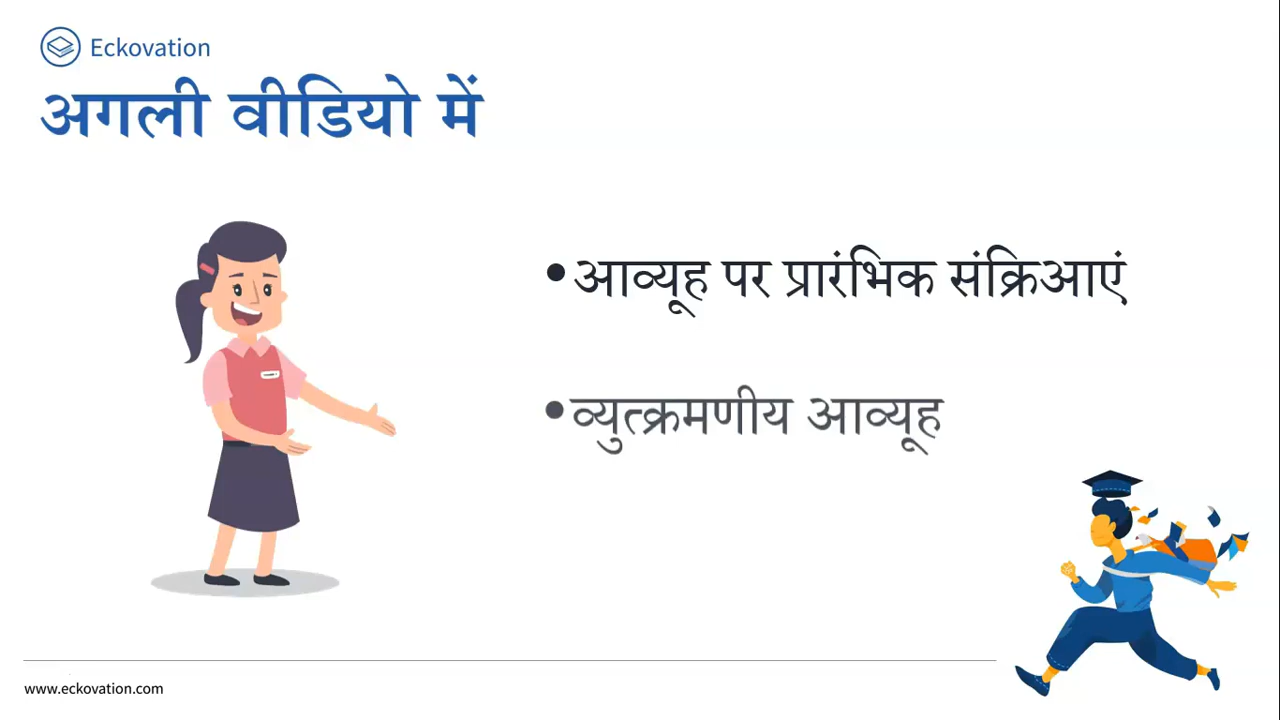 Eckovation
अगली वीडियो में
•आव्यूह पर प्रारंभिक संक्रिआएं
•व्युत्क्रमणीय आव्यूह
www.eckovation.com